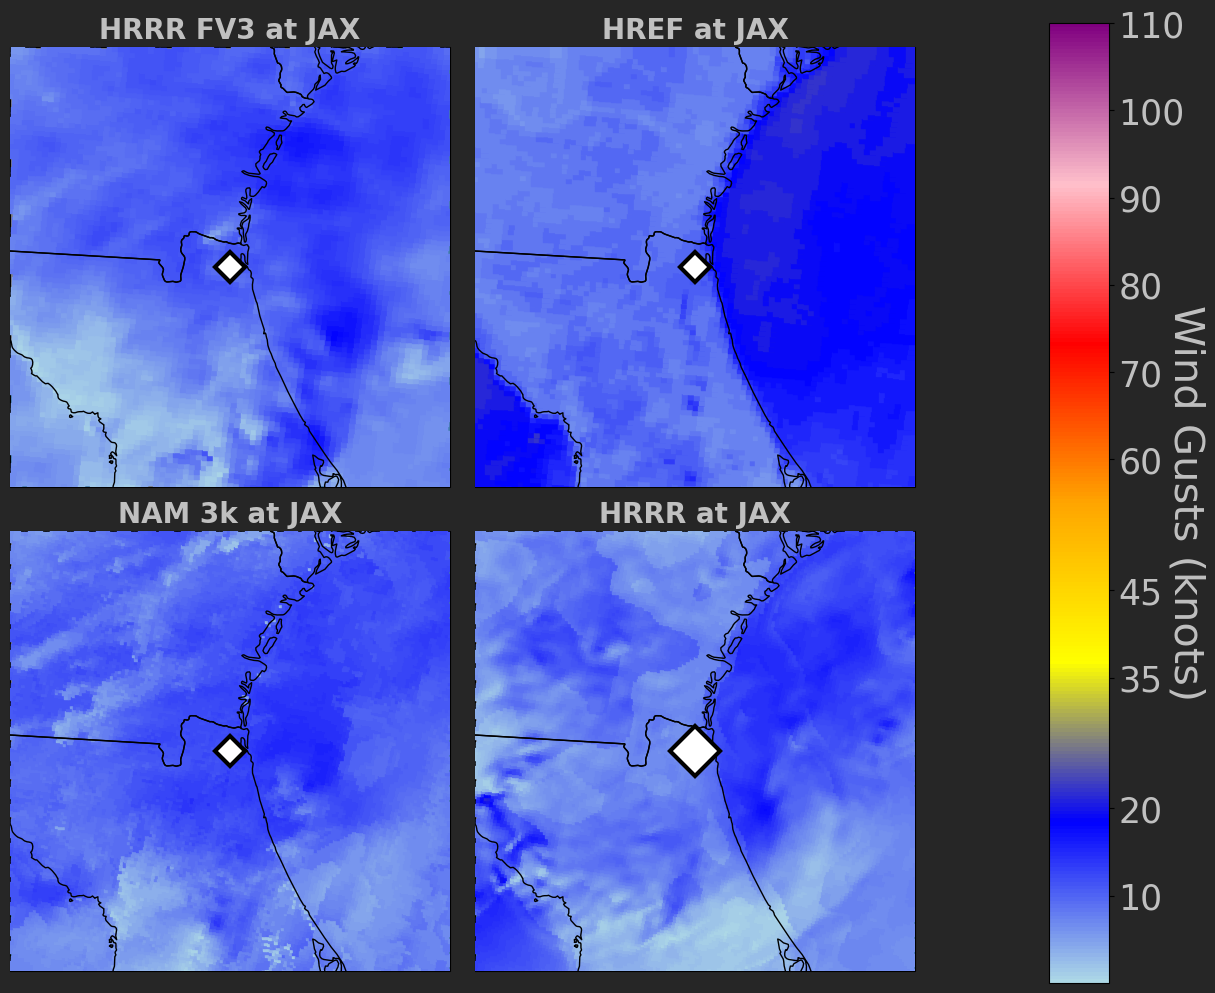 HRRR FV3 at JAX
HREF at JAX
NAM 3k at JAX
HRRR at JAX
110
100
90
80
70
60
45
35
20
10
Wind Gusts (knots)